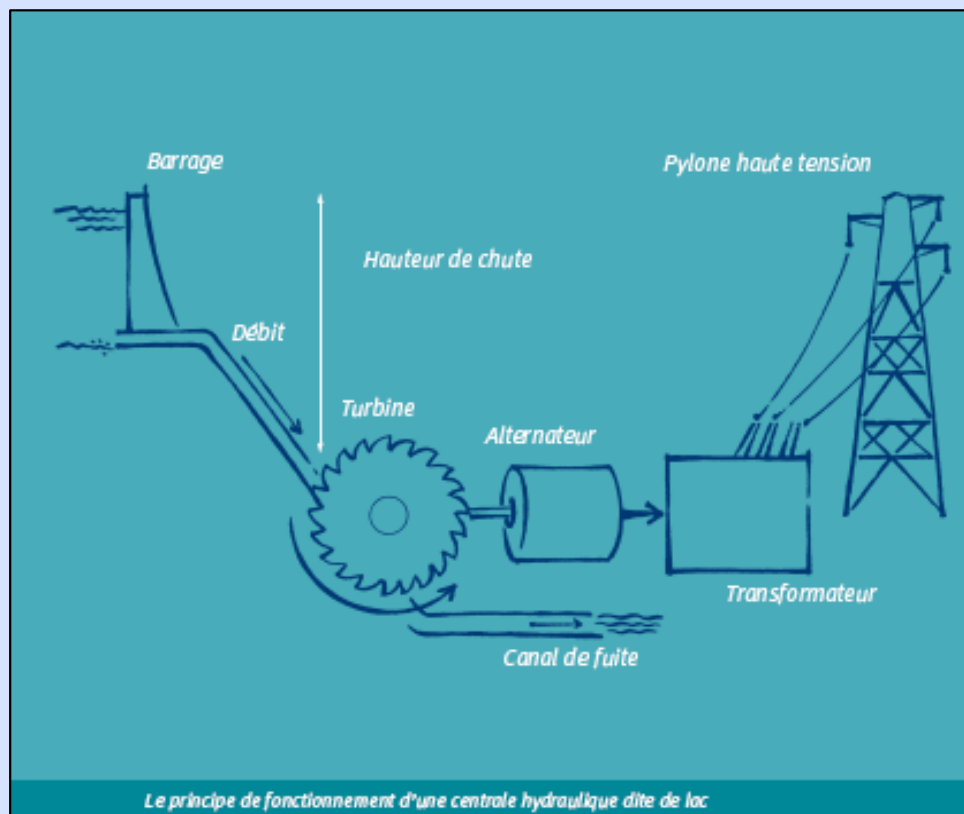 Barrage
Pylone haute tension
Hauteur de chute
Débit
Turbine
Alternateur
Transformateur
Canal de fuite
Le principe de fonctionnement d'une centrale hydraulique dite de lac